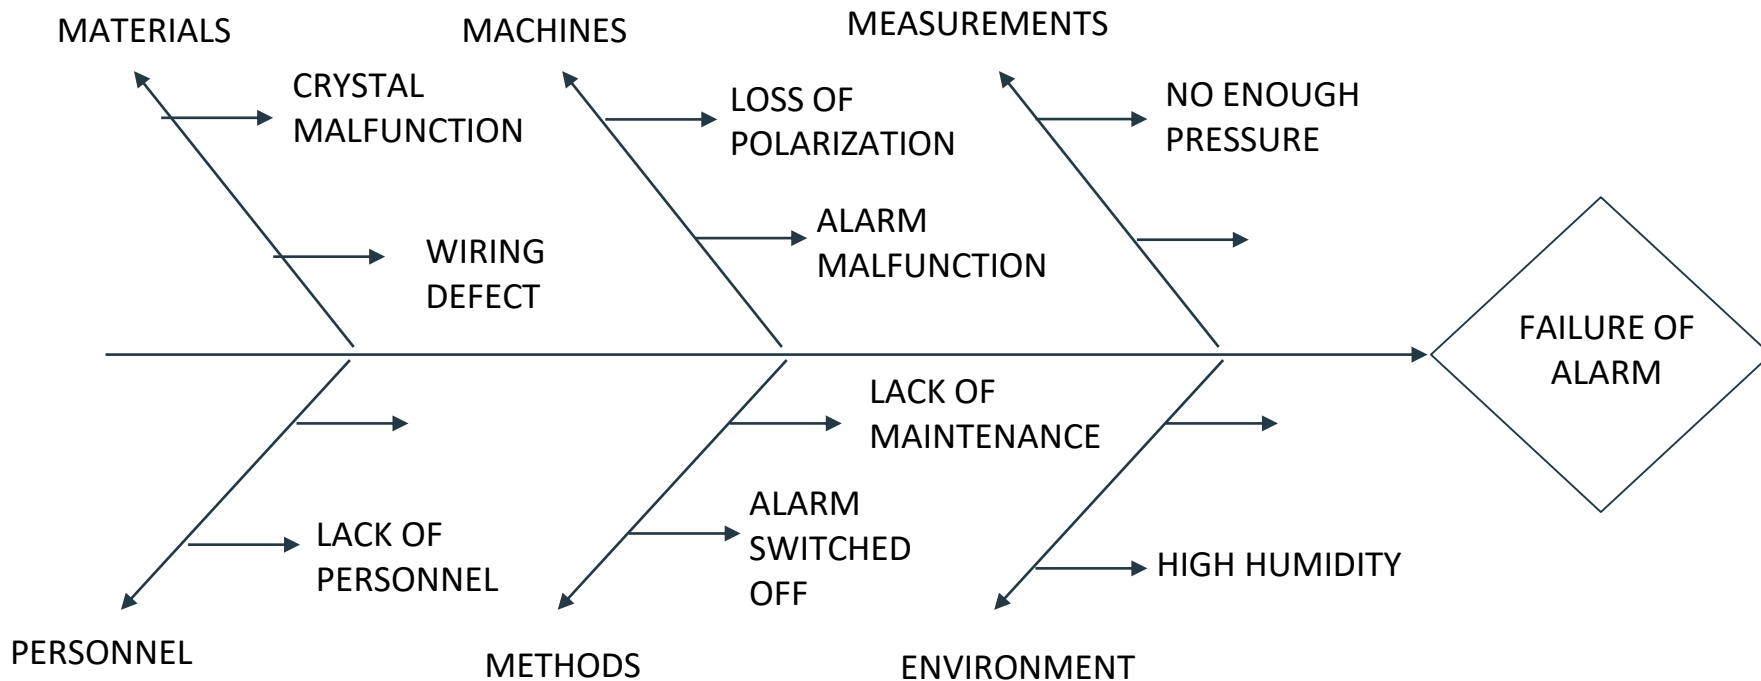 MATERIALS
MACHINES
MEASUREMENTS
CRYSTAL
MALFUNCTION
LOSS OF
POLARIZATION
NO ENOUGH
PRESSURE
WIRING
DEFECT
ALARM
MALFUNCTION
FAILURE OF
ALARM
LACK OF
MAINTENANCE
LACK OF
PERSONNEL
ALARM
SWITCHED
OFF
HIGH HUMIDITY
PERSONNEL
METHODS
ENVIRONMENT